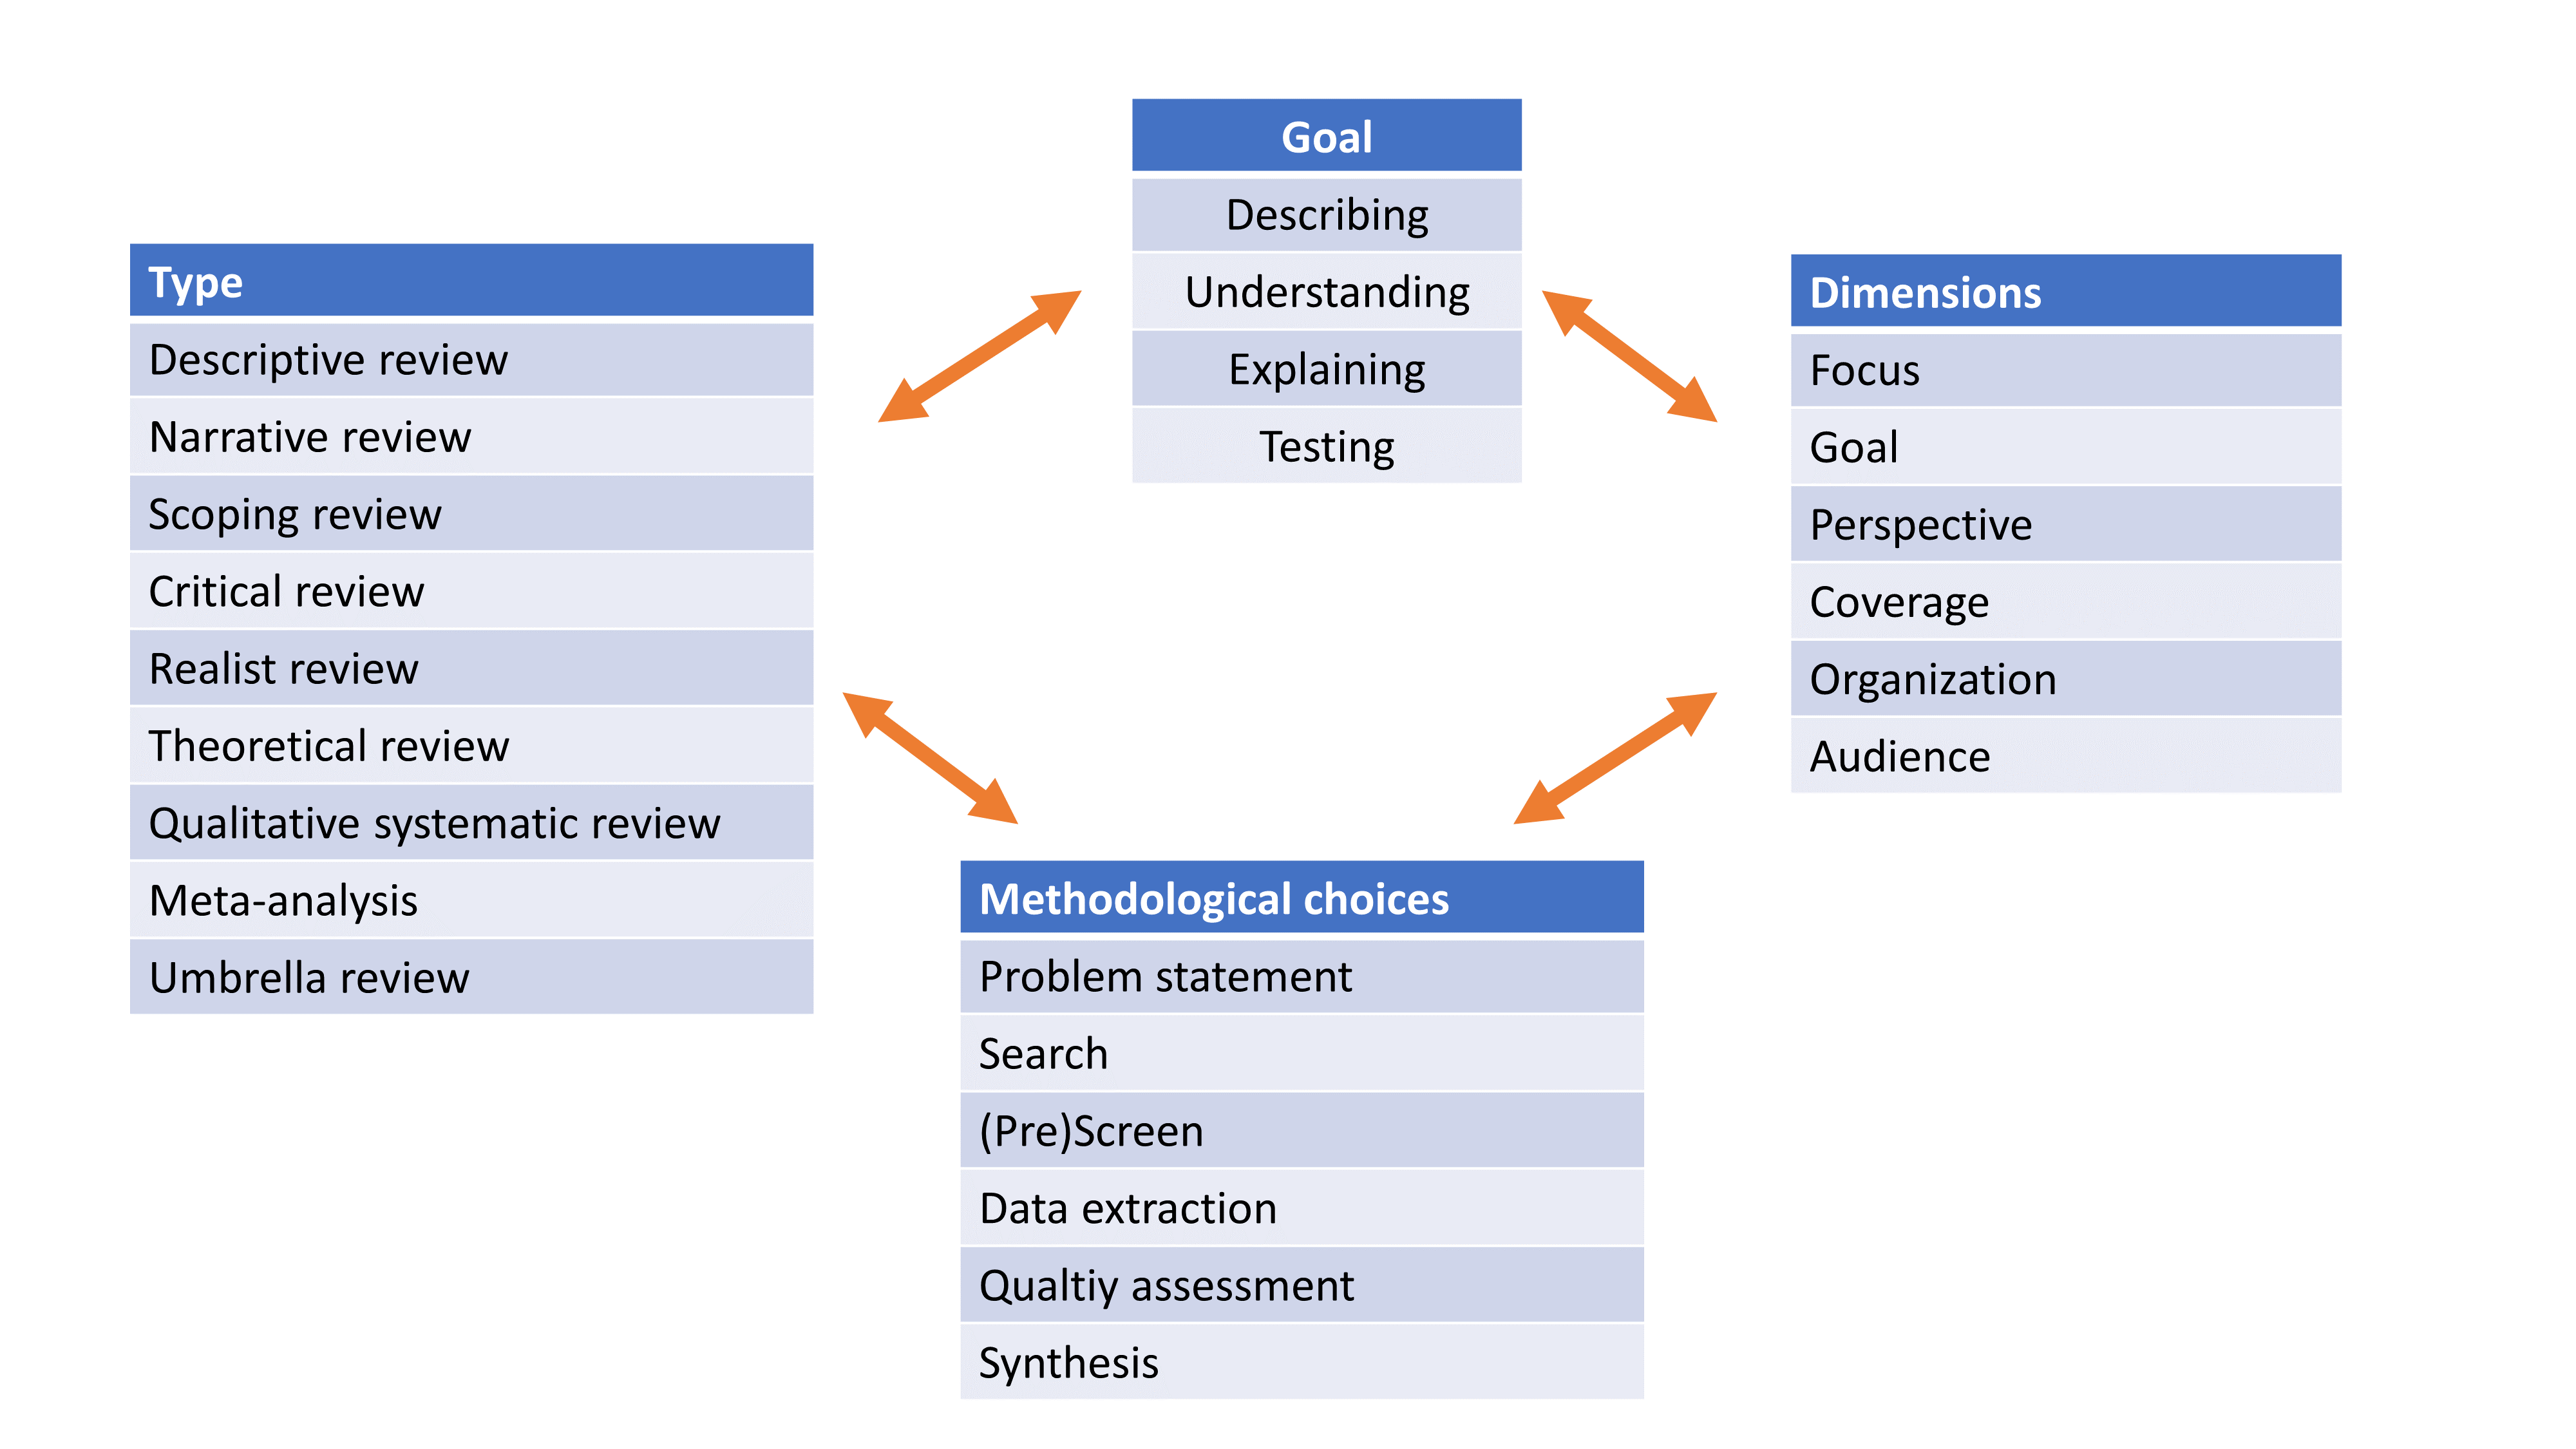 Goal
Describing
Understanding
Explaining
Testing
Type
Descriptive review
Narrative review
Scoping review
Critical review
Realist review
Theoretical review
Qualitative systematic review
Meta-analysis
Umbrella review
Dimensions
Focus
Goal
Perspective
Coverage
Organization
Audience
Methodological choices
Problem statement
Search
(Pre)Screen
Data extraction
Qualtiy assessment
Synthesis